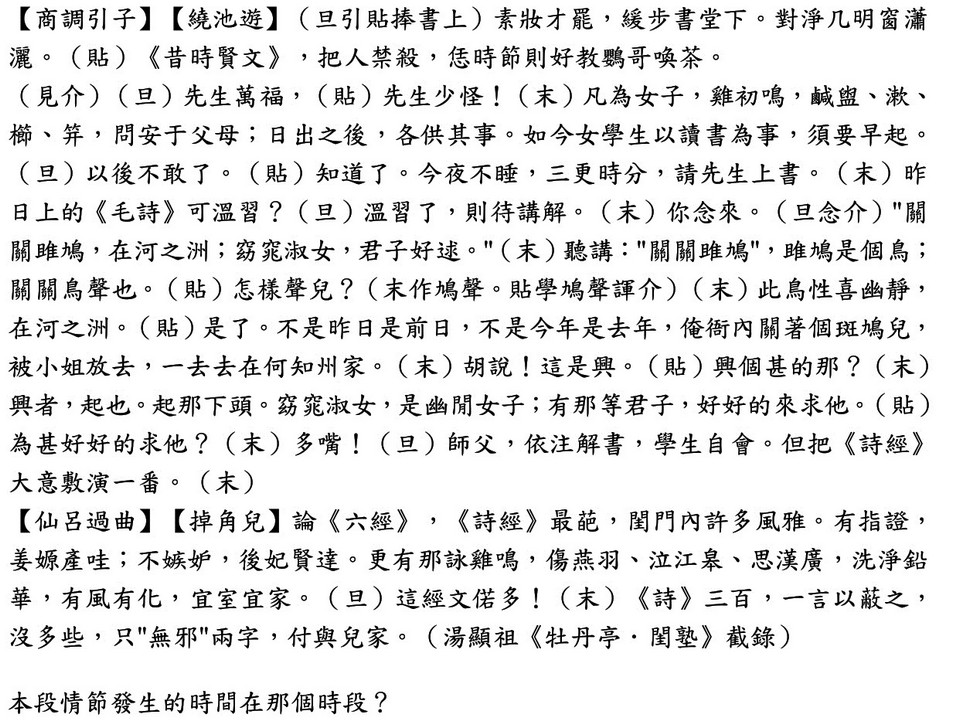 【商調引子】【繞池遊】（旦引貼捧書上）素妝才罷，緩步書堂下。對淨几明窗瀟
灑。（貼）《昔時賢文》，把人禁殺，恁時節則好教鸚哥喚茶。
（見介）（旦）先生萬福，（貼）先生少怪！（末）凡為女子，雞初鳴，鹹盥、漱、
櫛、笄，問安于父母；日出之後，各供其事。如今女學生以讀書為事，須要早起。
（旦）以後不敢了。（貼）知道了。今夜不睡，三更時分，請先生上書。（末）昨
日上的《毛詩》可溫習？（旦）溫習了，則待講解。（末）你念來。（旦念介）"關
關雎鳩，在河之洲；窈窕淑女，君子好逑。"（末）聽講："關關雎鳩"，雎鳩是個鳥；
關關鳥聲也。（貼）怎樣聲兒？（末作鳩聲。貼學鳩聲諢介）（末）此鳥性喜幽靜，
在河之洲。（貼）是了。不是昨日是前日，不是今年是去年，俺衙內關著個斑鳩兒，
被小姐放去，一去去在何知州家。（末）胡說！這是興。（貼）興個甚的那？（末）
興者，起也。起那下頭。窈窕淑女，是幽閒女子；有那等君子，好好的來求他。（貼）
為甚好好的求他？（末）多嘴！（旦）師父，依注解書，學生自會。但把《詩經》
大意敷演一番。（末）
【仙呂過曲】【掉角兒】論《六經》，《詩經》最葩，閨門內許多風雅。有指證，
姜嫄產哇；不嫉妒，後妃賢達。更有那詠雞鳴，傷燕羽、泣江皋、思漢廣，洗淨鉛
華，有風有化，宜室宜家。（旦）這經文偌多！（末）《詩》三百，一言以蔽之，
沒多些，只"無邪"兩字，付與兒家。（湯顯祖《牡丹亭．閨塾》截錄）
本段情節發生的時間在那個時段？